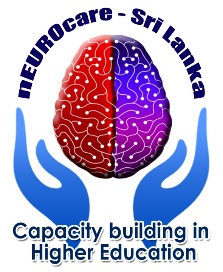 nEUROcare - Sri Lanka
Capacity building in
Higher Education